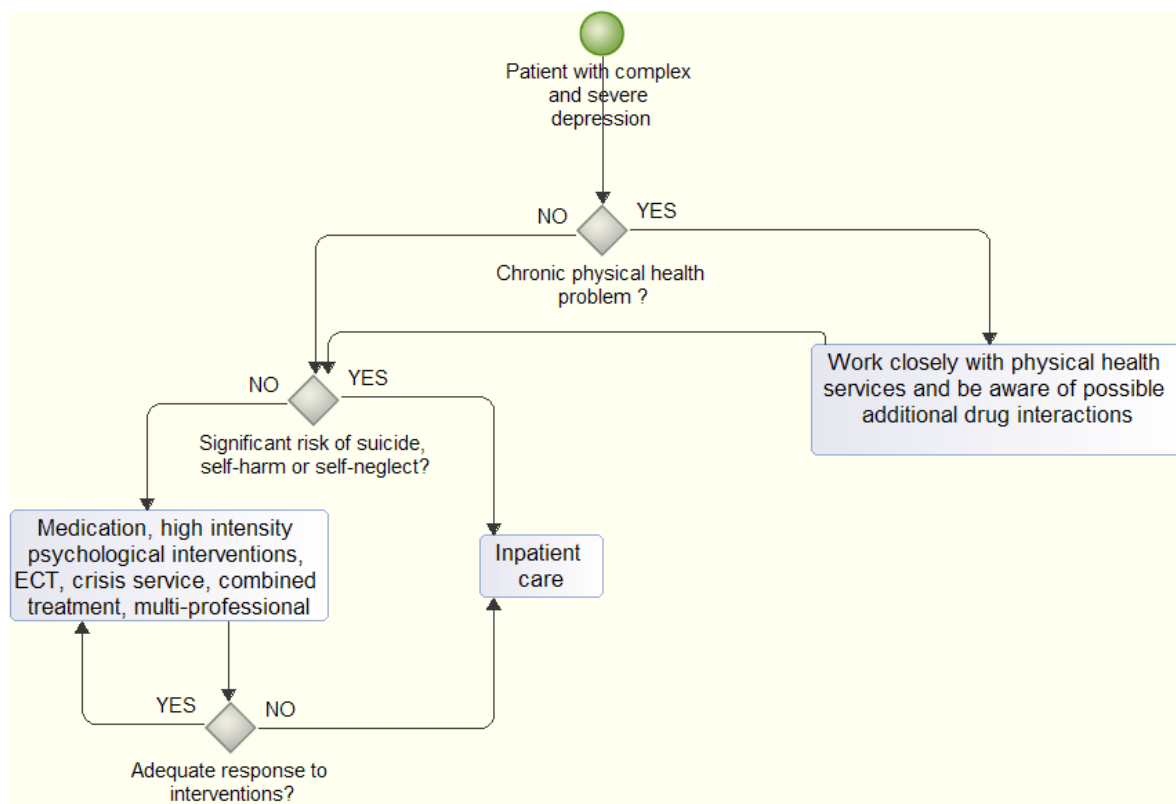 Patient with complex
and severe
depression
NO
YES
Chronic physical health
problem ?
Work closely with physical health
services and be aware of possible
additional drug interactions
NO
YES
Significant risk of suicide,
self-harm or self-neglect?
Medication, high intensity
psychological interventions,
ECT, crisis service, combined
treatment, multi-professional
Inpatient
care
YES
NO
Adequate response to
interventions?